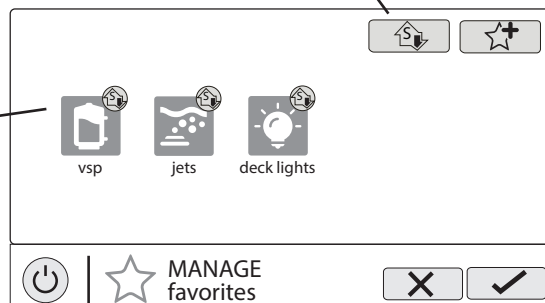 S
S
S
S
vsp
jets
deck lights
MANAGE
favorites